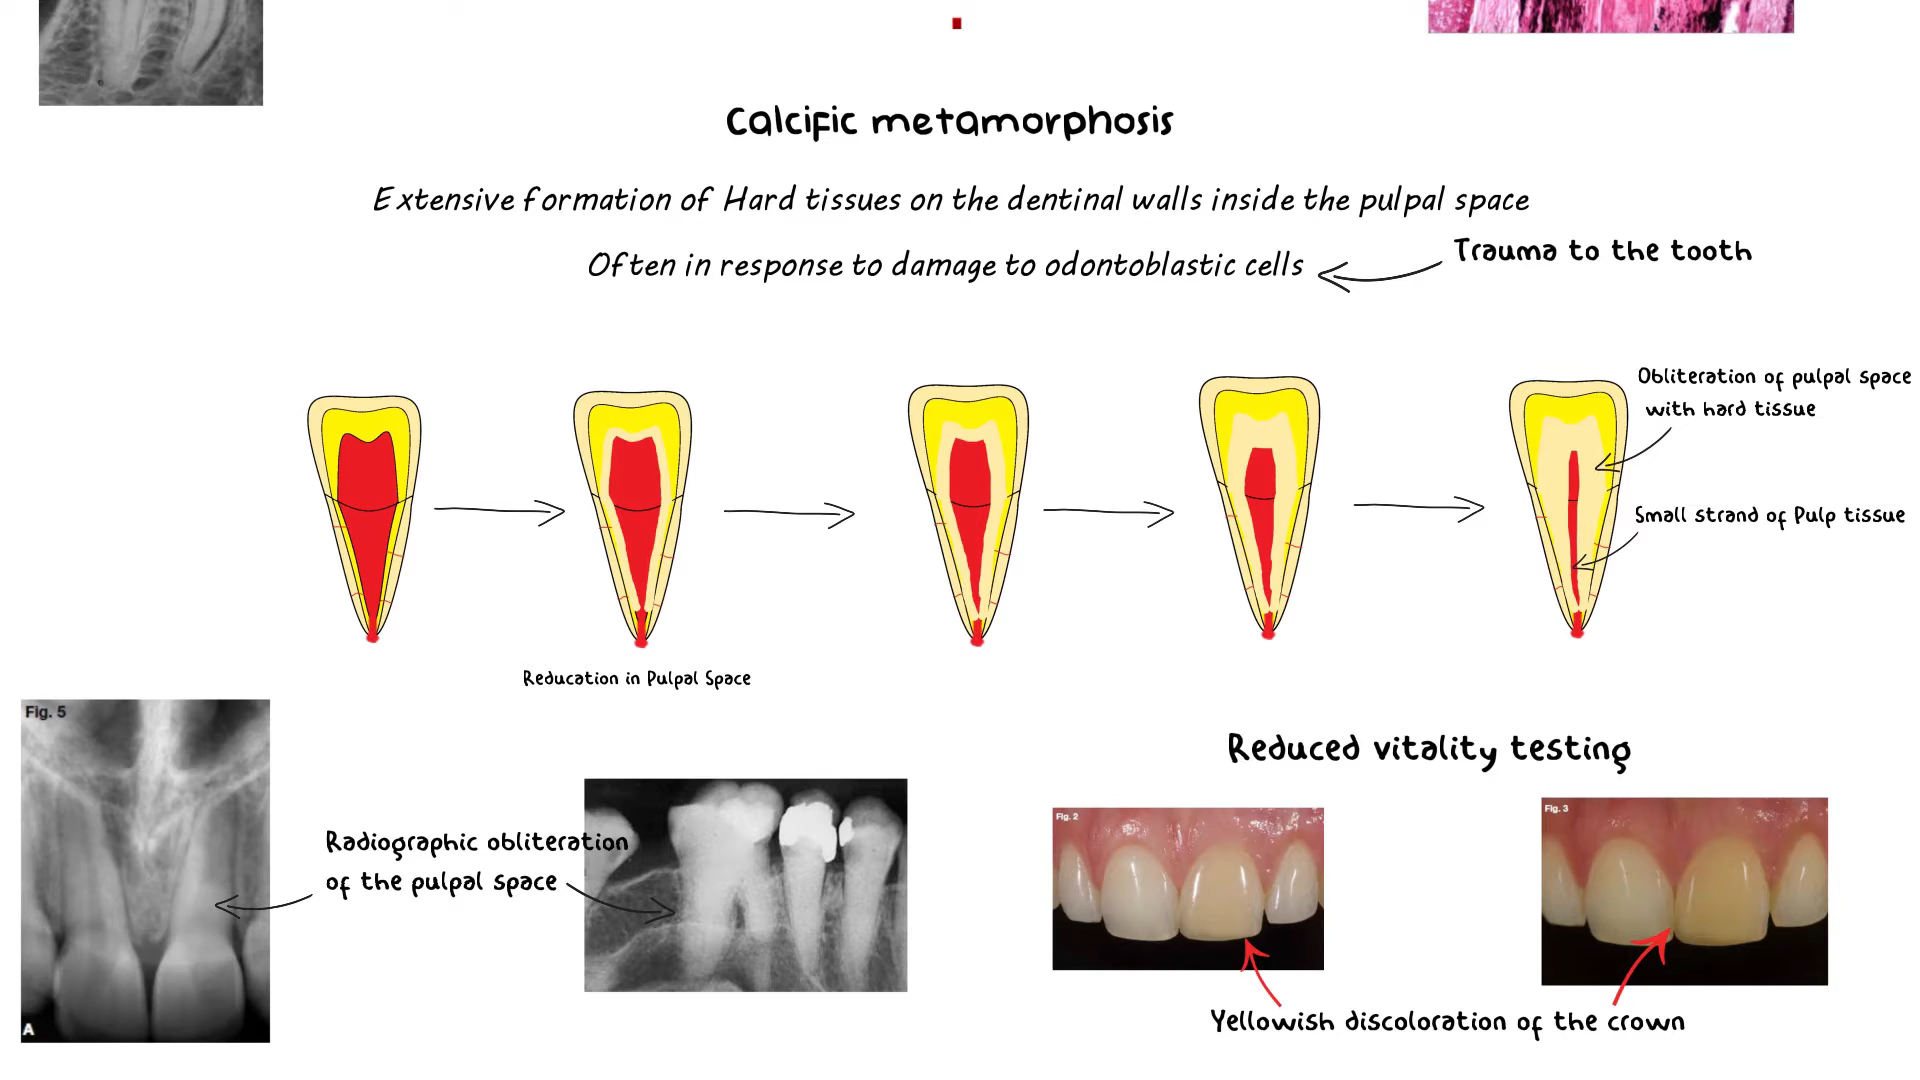 Calcific metamorphosis
Extensive formation of Hard tissues on the dentinal walls inside the pulpal space
Often in response to damage to odontoblastic cells
Trauma to the tooth
Obliteration of pulpal space
with hard tissue
Small strand of Pulp tissue
Reducation in Pulpal Space
Fig. 5
A
Radiographic obliteration
of the pulpal space
Reduced vitality testing
Fig. 2
Fig. 3
Yellowish discoloration of the crown